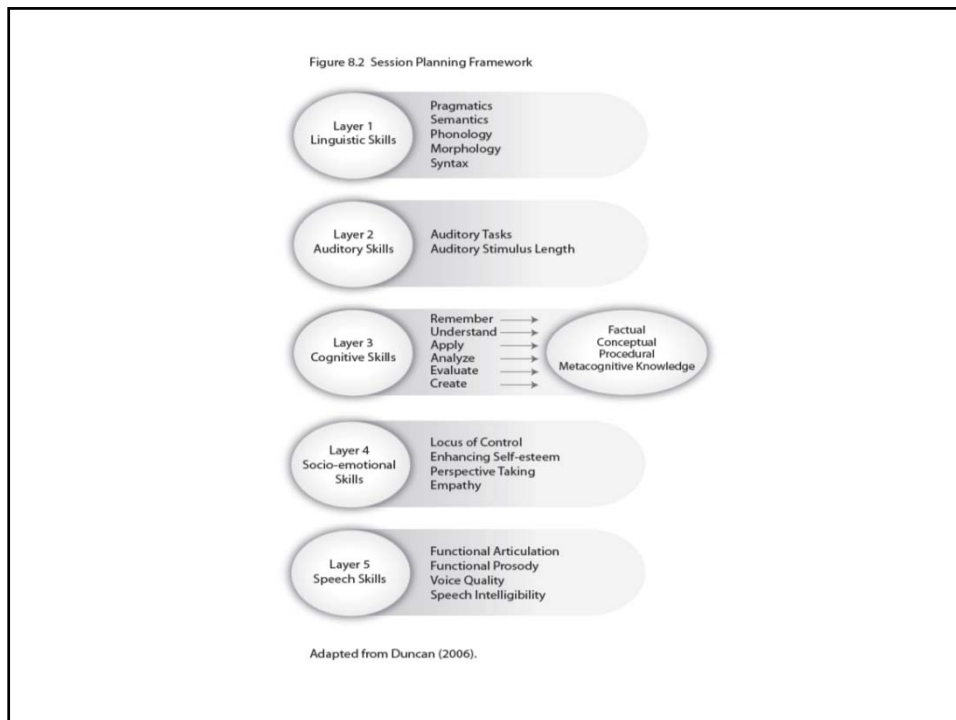 Figure 8.2 Session Planning Framework
Layer 1
Linguistic Skills
Pragmatics
Semantics
Phonology
Morphology
Syntax
Layer 2
Auditory Skills
Auditory Tasks
Auditory Stimulus Length
Layer 3
Cognitive Skills
Remember
Understand
Apply
Analyze
Evaluate
Create
Factual
Conceptual
Procedural
Metacognitive Knowledge
Layer 4
Socio-emotional
Skills
Locus of Control
Enhancing Self-esteem
Perspective Taking
Empathy
Layer 5
Speech Skills
Functional Articulation
Functional Prosody
Voice Quality
Speech Intelligibility
Adapted from Duncan (2006).